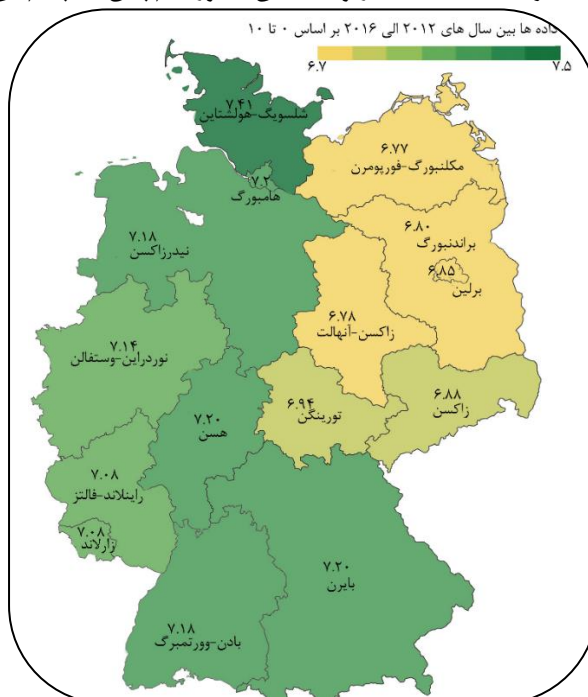 داده ها بین سال های ۲۰۱۲ الی ۲۰۱۶ بر اساس ۰ تا ۱۰
۶.۷
۷.۵
۷.۴۱
شلسویگ-هولشتاین
۶.۷۷
مکلنبورگ-فورپومرن
۷.۲
هامبورگ
۶.۸۰
براندنبورگ
۷.۱۸
نیدرزاکسن
۶.۸۵
برلین
۶.۷۸
زاکسن-آنهالت
۷.۱۴
نوردراین-وستفالن
۶.۸۸
زاکسن
۶.۹۴
تورینگن
۷.۲۰
هسن
۷.۰۸
راینلاند-فالتز
۷.۰۸
زارلاند
۷.۲۰
بایرن
۷.۱۸
بادن-وورتمبرگ